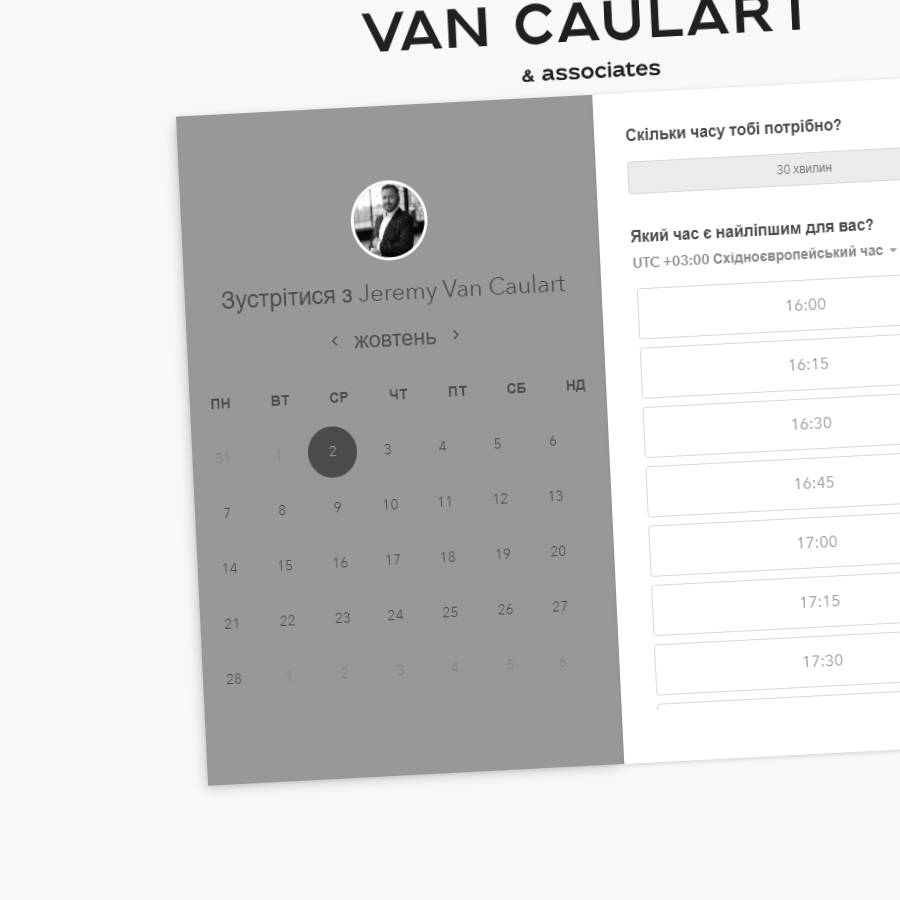 VAN CAULART
& associates
Зустрітися з Jeremy Van Caulart
жовтень
ПН ВТ СР ЧТ ПТ СБ НД
31 1 2 3 4 5 6
7 8 9 10 11 12 13
14 15 16 17 18 19 20
21 22 23 24 25 26 27
28 1 2 3 4 5 6
Скільки часу тобі потрібно?
30 хвилин
Який час є найліпшим для вас?
UTC +03:00 Східноєвропейський час
16:00
16:15
16:30
16:45
17:00
17:15
17:30